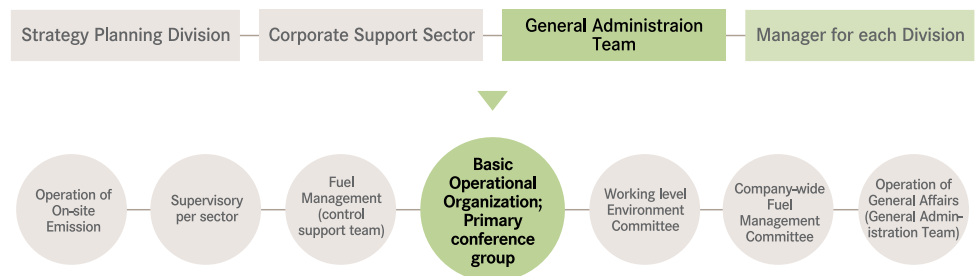 Strategy Planning Division
Corporate Support Sector
General Administraion
Team
Manager for each Division
Operation of
On-site
Emission
Supervisory
per sector
Fuel
Management
(control
support team)
Basic
Operational
Organization;
Primary
conference
group
Working level
Environment
Committee
Company-wide
Fuel
Management
Committee
Operation of
General Affairs
(General Admin-
istration Team)